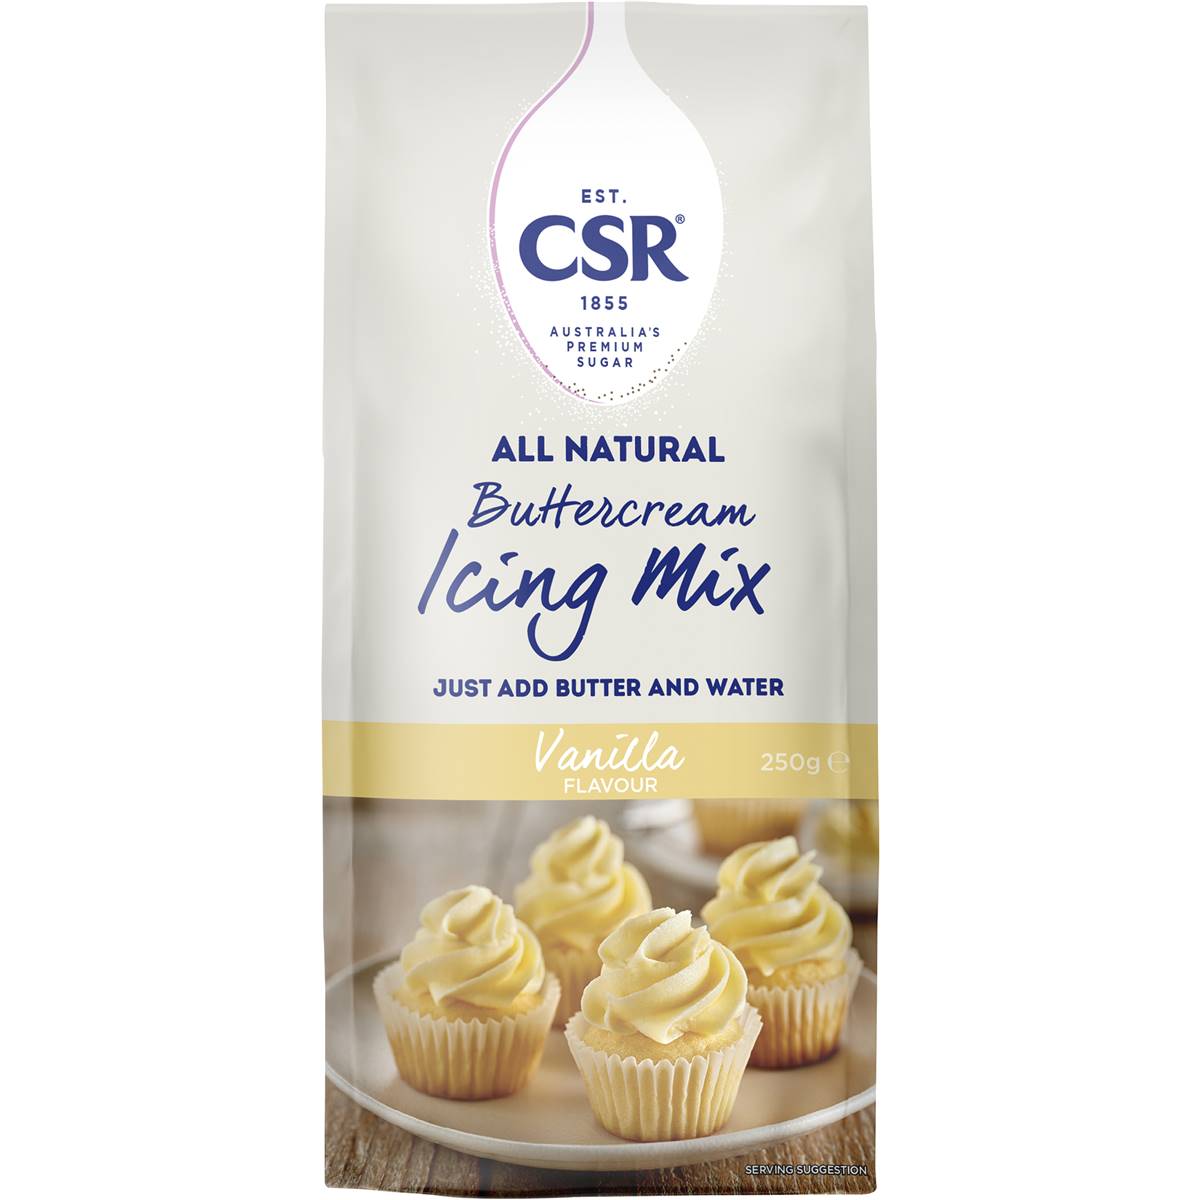 EST.
CSR®
1855
AUSTRALIA'S
PREMIUM
SUGAR
ALL NATURAL
Buttercream
Icing Mix
JUST ADD BUTTER AND WATER
Vanilla
FLAVOUR
250g ℮
SERVING SUGGESTION